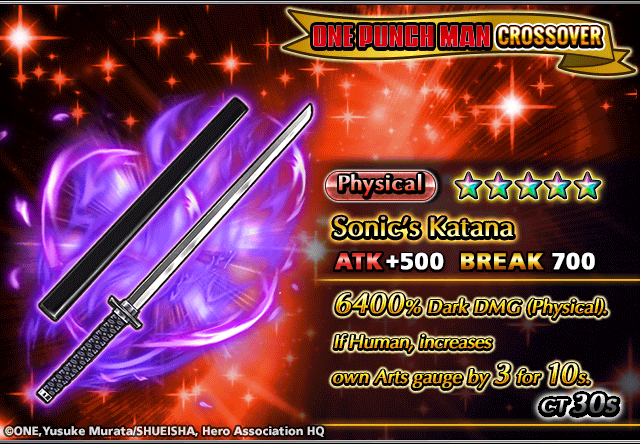 ONE PUNCH MAN CROSSOVER
Physical
Sonic's Katana
ATK+500 BREAK 700
6400% Dark DMG (Physical).
If Human, increases
own Arts gauge by 3 for 10s.
CT 30s
©ONE,Yusuke Murata/SHUEISHA, Hero Association HQ